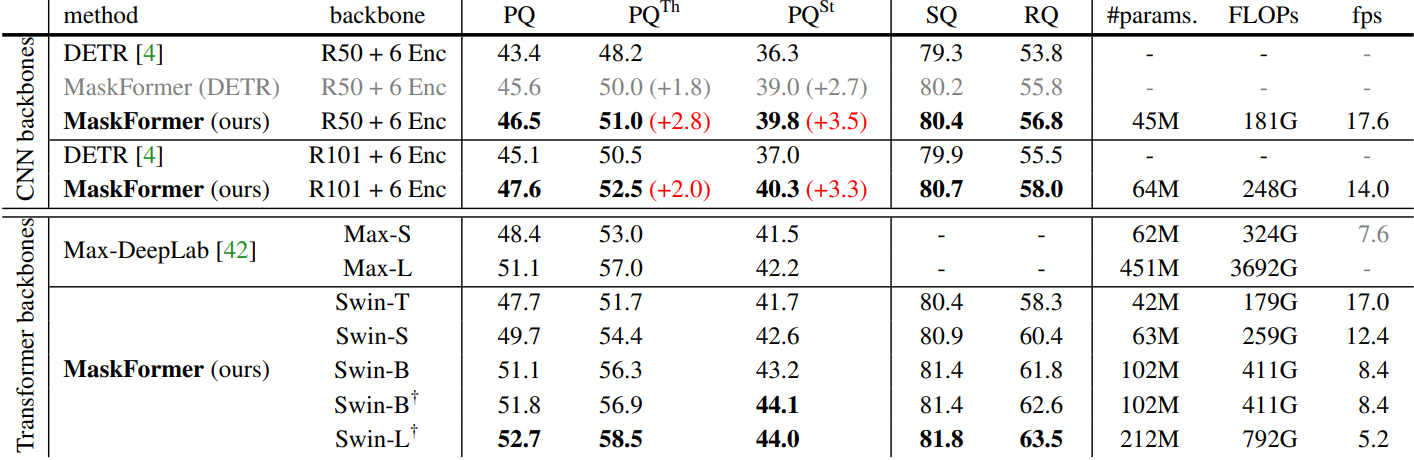 method backbone PQ PQTh PQSt SQ RQ #params. FLOPs fps
CNN backbones
DETR [4] R50 + 6 Enc 43.4 48.2 36.3 79.3 53.8 - - -
MaskFormer (DETR) R50 + 6 Enc 45.6 50.0 (+1.8) 39.0 (+2.7) 80.2 55.8 - - -
MaskFormer (ours) R50 + 6 Enc 46.5 51.0 (+2.8) 39.8 (+3.5) 80.4 56.8 45M 181G 17.6
DETR [4] R101 + 6 Enc 45.1 50.5 37.0 79.9 55.5 - - -
MaskFormer (ours) R101 + 6 Enc 47.6 52.5 (+2.0) 40.3 (+3.3) 80.7 58.0 64M 248G 14.0
Transformer backbones
Max-DeepLab [42]
Max-S 48.4 53.0 41.5 - - 62M 324G 7.6
Max-L 51.1 57.0 42.2 - - 451M 3692G -
MaskFormer (ours)
Swin-T 47.7 51.7 41.7 80.4 58.3 42M 179G 17.0
Swin-S 49.7 54.4 42.6 80.9 60.4 63M 259G 12.4
Swin-B 51.1 56.3 43.2 81.4 61.8 102M 411G 8.4
Swin-B† 51.8 56.9 44.1 81.4 62.6 102M 411G 8.4
Swin-L† 52.7 58.5 44.0 81.8 63.5 212M 792G 5.2